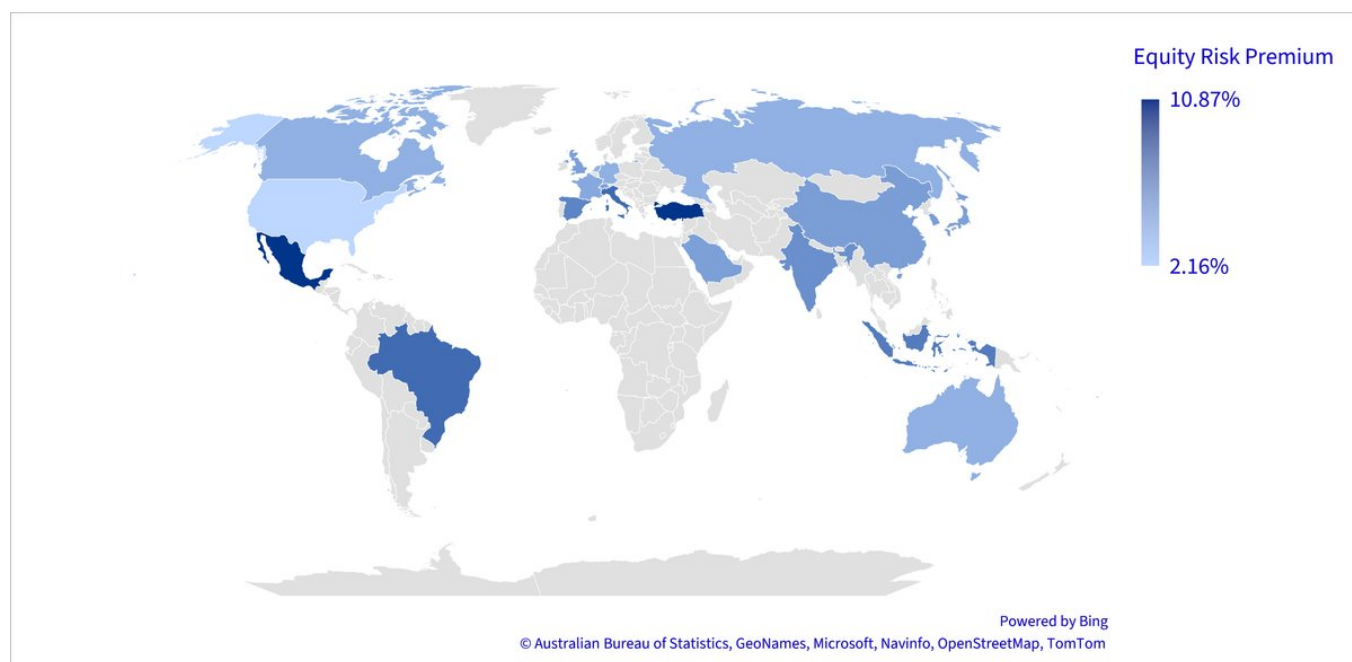 Equity Risk Premium
10.87%
2.16%
Powered by Bing
© Australian Bureau of Statistics, GeoNames, Microsoft, Navinfo, OpenStreetMap, TomTom